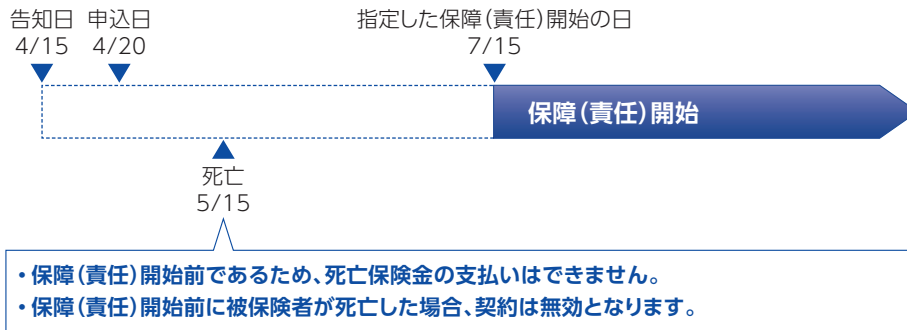 告知日 申込日 指定した保障(責任)開始の日
4/15 4/20 7/15
保障(責任)開始
死亡
5/15
・保障(責任)開始前であるため、死亡保険金の支払いはできません。
・保障(責任)開始前に被保険者が死亡した場合、契約は無効となります。